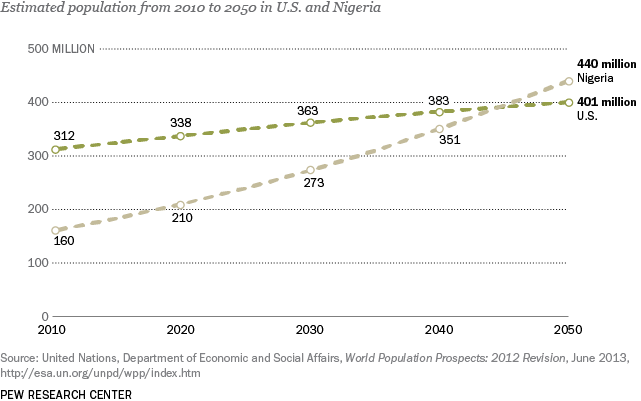 Estimated population from 2010 to 2050 in U.S. and Nigeria
500 MILLION
440 million
Nigeria
400
312
338
363
383
401 million
U.S.
300
351
273
200
210
160
100
0
2010 2020 2030 2040 2050
Source: United Nations, Department of Economic and Social Affairs, World Population Prospects: 2012 Revision, June 2013,
http://esa.un.org/unpd/wpp/index.htm
PEW RESEARCH CENTER